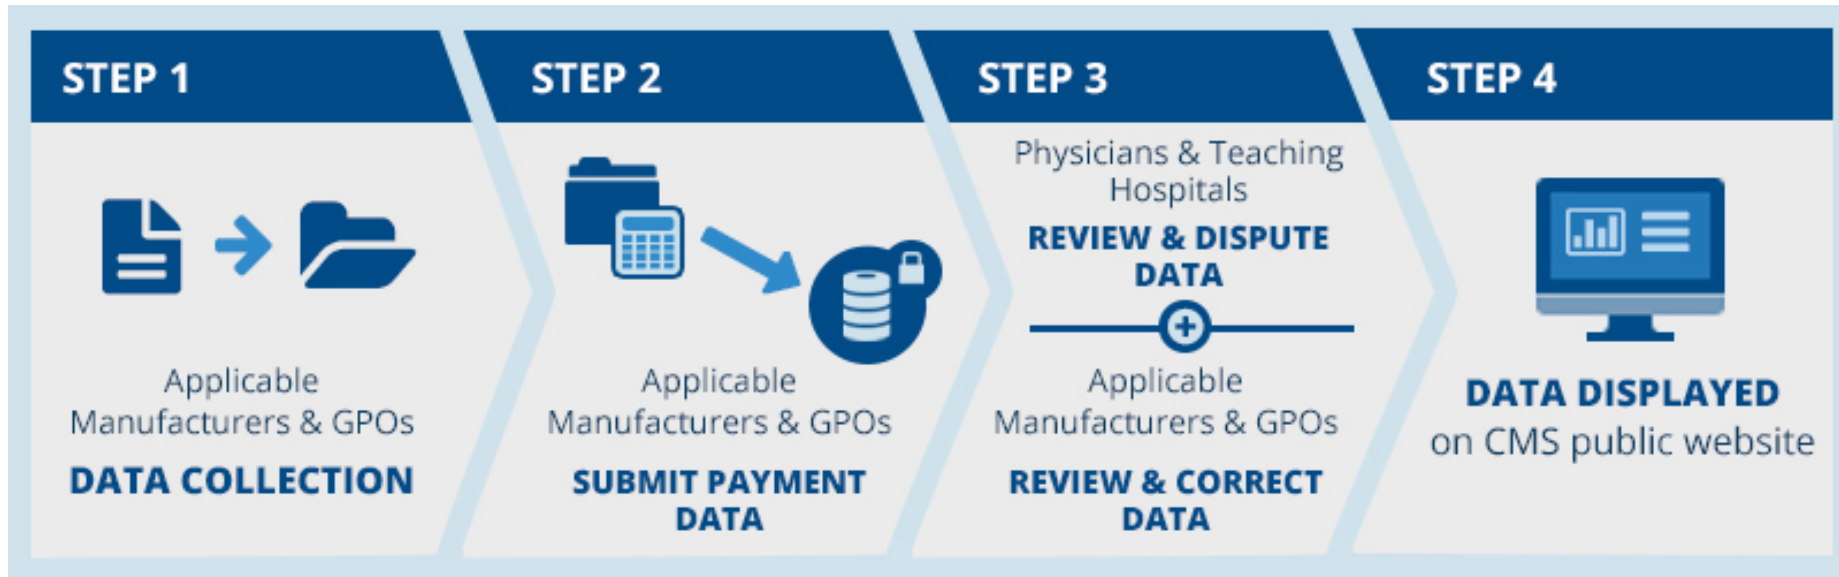 STEP 1
Applicable
Manufacturers & GPOs
DATA COLLECTION
STEP 2
Applicable
Manufacturers & GPOs
SUBMIT PAYMENT
DATA
STEP 3
Physicians & Teaching
Hospitals
REVIEW & DISPUTE
DATA
Applicable
Manufacturers & GPOs
REVIEW & CORRECT
DATA
STEP 4
DATA DISPLAYED
on CMS public website